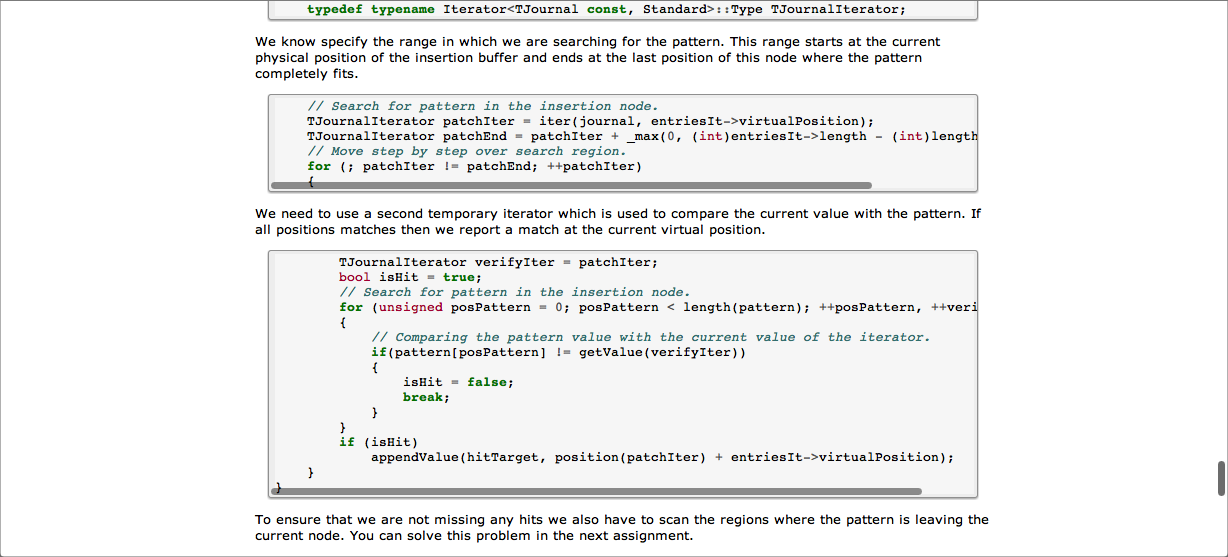 typedef typename Iterator<TJournal const, Standard>::Type TJournalIterator;
We know specify the range in which we are searching for the pattern. This range starts at the current
physical position of the insertion buffer and ends at the last position of this node where the pattern
completely fits.
// Search for pattern in the insertion node.
TJournalIterator patchIter = iter(journal, entriesIt->virtualPosition);
TJournalIterator patchEnd = patchIter + _max(0, (int)entriesIt->length - (int)length
// Move step by step over search region.
for (; patchIter != patchEnd; ++patchIter)
{
We need to use a second temporary iterator which is used to compare the current value with the pattern. If
all positions matches then we report a match at the current virtual position.
TJournalIterator verifyIter = patchIter;
bool isHit = true;
// Search for pattern in the insertion node.
for (unsigned posPattern = 0; posPattern < length(pattern); ++posPattern, ++veri
{
// Comparing the pattern value with the current value of the iterator.
if(pattern[posPattern] != getValue(verifyIter))
{
isHit = false;
break;
}
}
if (isHit)
appendValue(hitTarget, position(patchIter) + entriesIt->virtualPosition);
}
}
To ensure that we are not missing any hits we also have to scan the regions where the pattern is leaving the
current node. You can solve this problem in the next assignment.